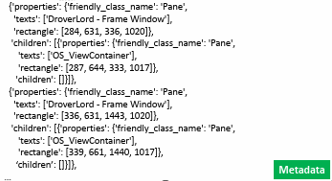 {'properties': {'friendly_class_name': 'Pane',
'texts': ['DroverLord - Frame Window'],
'rectangle': [284, 631, 336, 1020]},
'children': [{'properties': {'friendly_class_name': 'Pane',
'texts': ['OS_ViewContainer'],
'rectangle': [287, 644, 333, 1017]},
'children': []}]},
{'properties': {'friendly_class_name': 'Pane',
'texts': ['DroverLord - Frame Window'],
'rectangle': [336, 631, 1443, 1020]},
'children': [{'properties': {'friendly_class_name': 'Pane',
'texts': ['OS_ViewContainer'],
'rectangle': [339, 661, 1440, 1017]},
'children': []}]},
Metadata